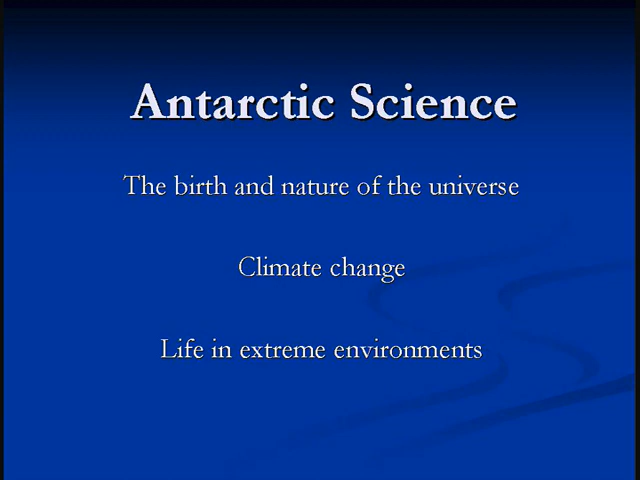 Antarctic Science
The birth and nature of the universe
Climate change
Life in extreme environments